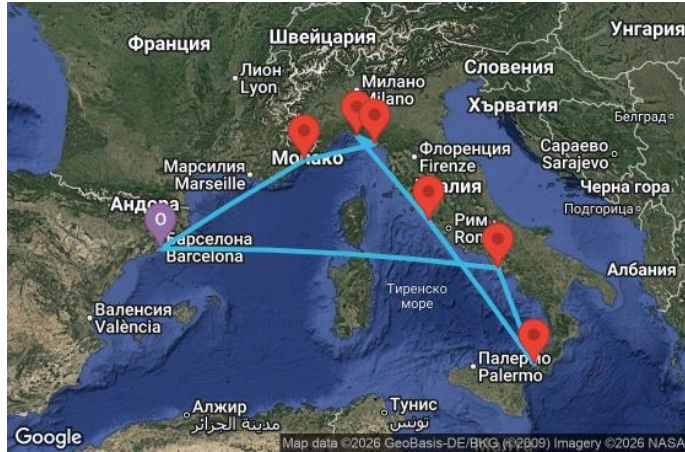 Унгария
Швейцария
Франция
Словения
Лион
Lyon
Милано
Milano
Хърватия
Белград
Монако
Флоренция
Firenze
Сараево
Sarajevo
Марсилия
Marseille
Италия
Черна гора
Андора
Подгорица
O
Рим
Барселона
Barcelona
Албания
Тиренско
море
Валенсия
València
Палермо
Palermo
Алжир
مدينة الجزائر
Тунис
تونس
Google
Map data ©2026 GeoBasis-DE/BKG (©2009) Imagery ©2026 NASA